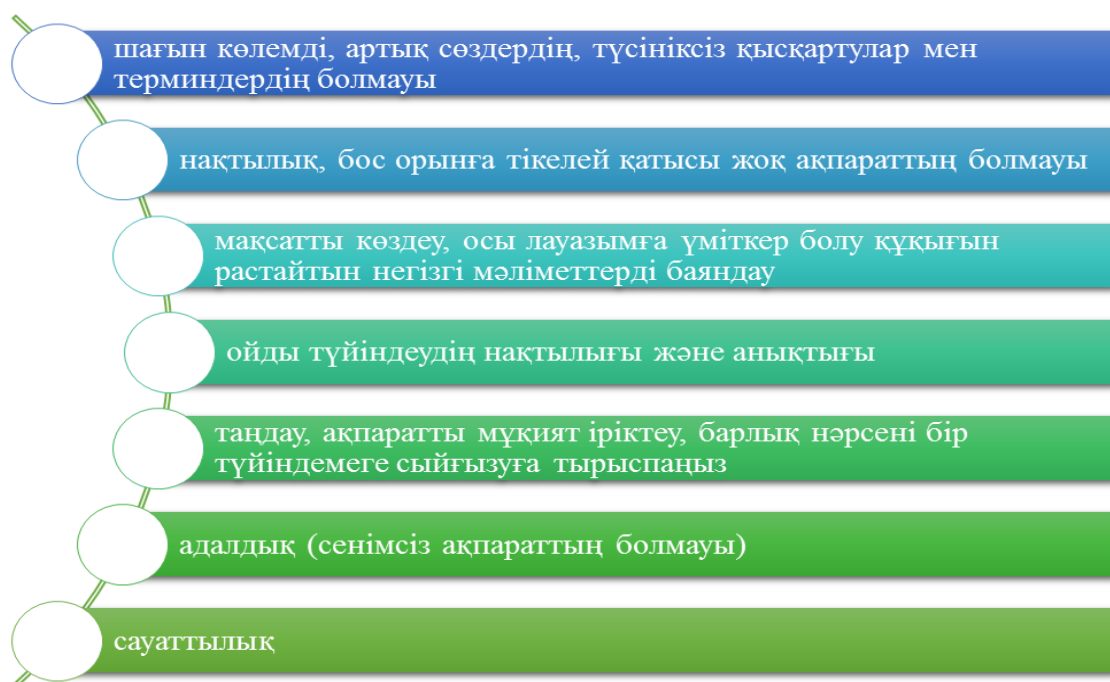 шағын көлемді, артық сөздердің, түсініксіз қысқартулар мен
терминдердің болмауы
нақтылық, бос орынға тікелей қатысы жоқ ақпараттың болмауы
мақсатты көздеу, осы лауазымға үміткер болу құқығын
растайтын негізгі мәліметтерді баяндау
ойды түйіндеудің нақтылығы және анықтығы
таңдау, ақпаратты мұқият іріктеу, барлық нәрсені бір
түйіндемеге сыйғызуға тырыспаңыз
адалдық (сенімсіз ақпараттың болмауы)
сауаттылық